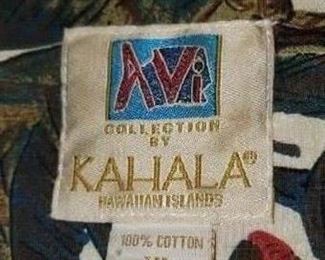 AVi
COLLECTION
BY
KAHALA®
HAWAIIAN ISLANDS
100% COTTON